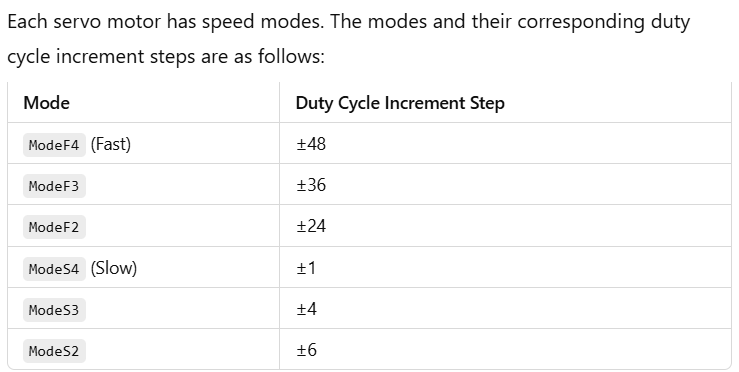 Each servo motor has speed modes. The modes and their corresponding duty
cycle increment steps are as follows:
Mode Duty Cycle Increment Step
ModeF4 (Fast) ±48
ModeF3 ±36
ModeF2 ±24
ModeS4 (Slow) ±1
ModeS3 ±4
ModeS2 ±6